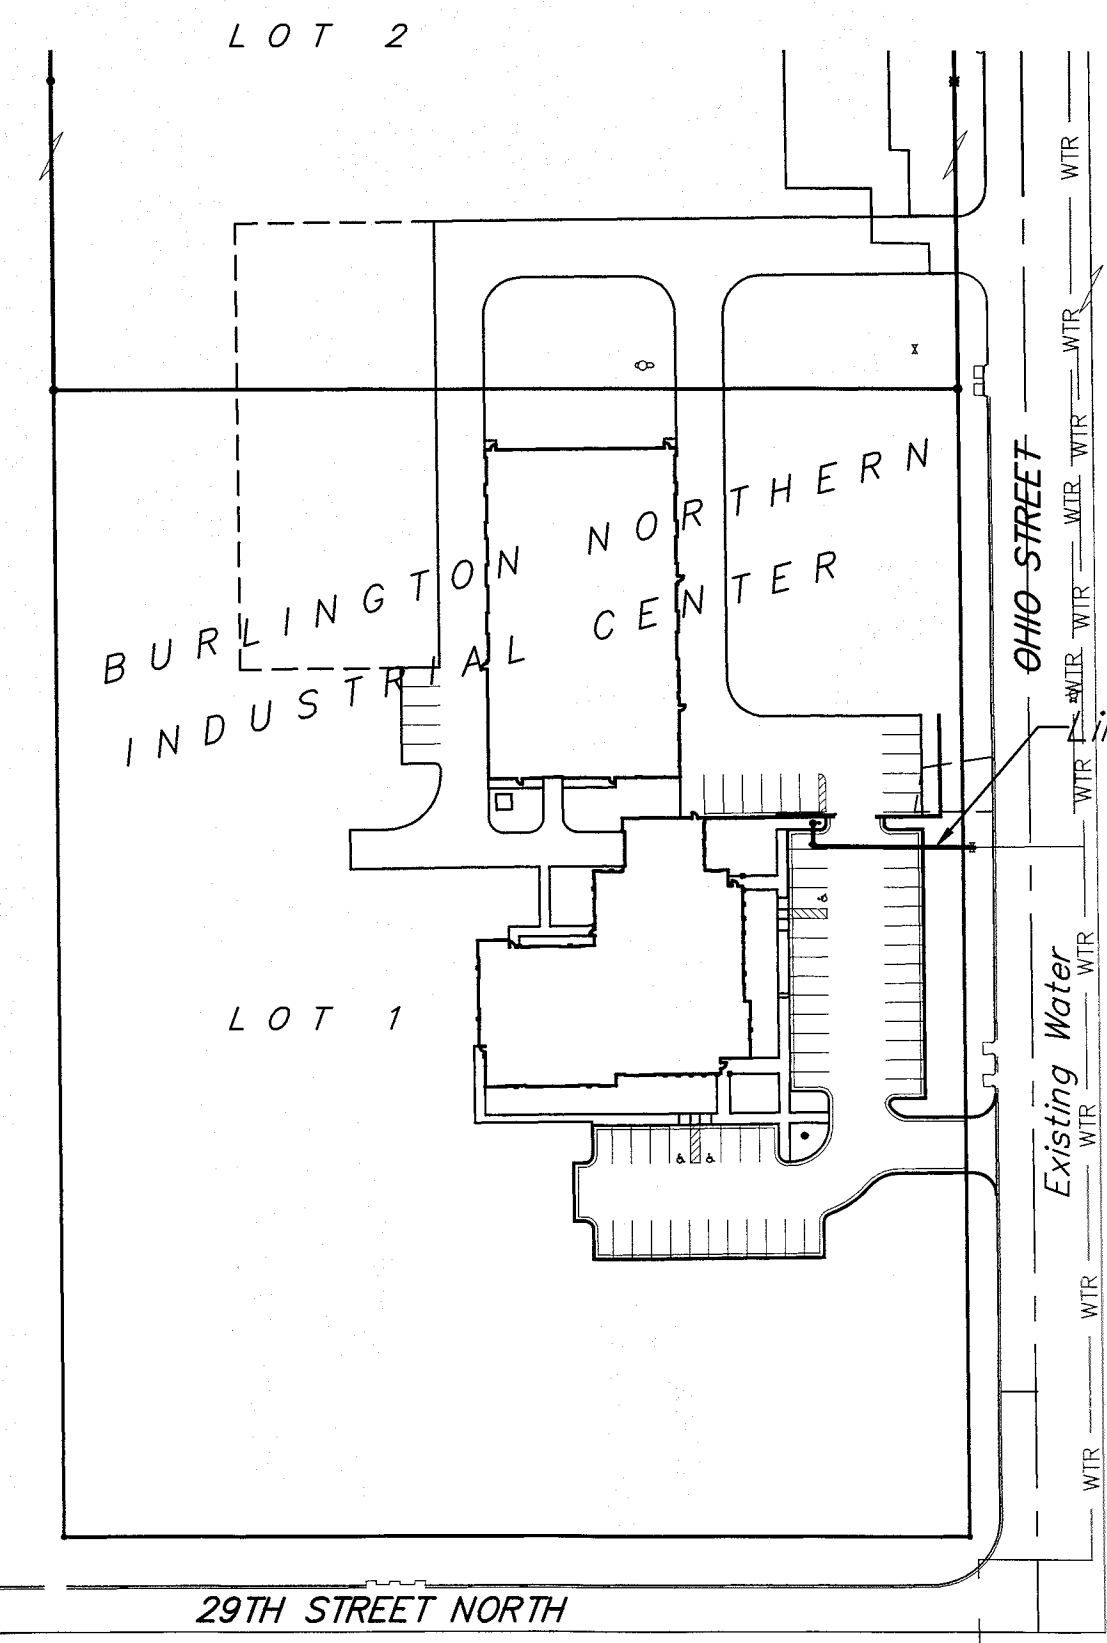 LOT 2
WTR
WTR
WTR
WTR
WTR
WTR
WTR
BURLINGTON NORTHERN
INDUSTRIAL CENTER
OHIO STREET
LOT 1
WTR
Existing Water
WTR
WTR
WTR
29TH STREET NORTH